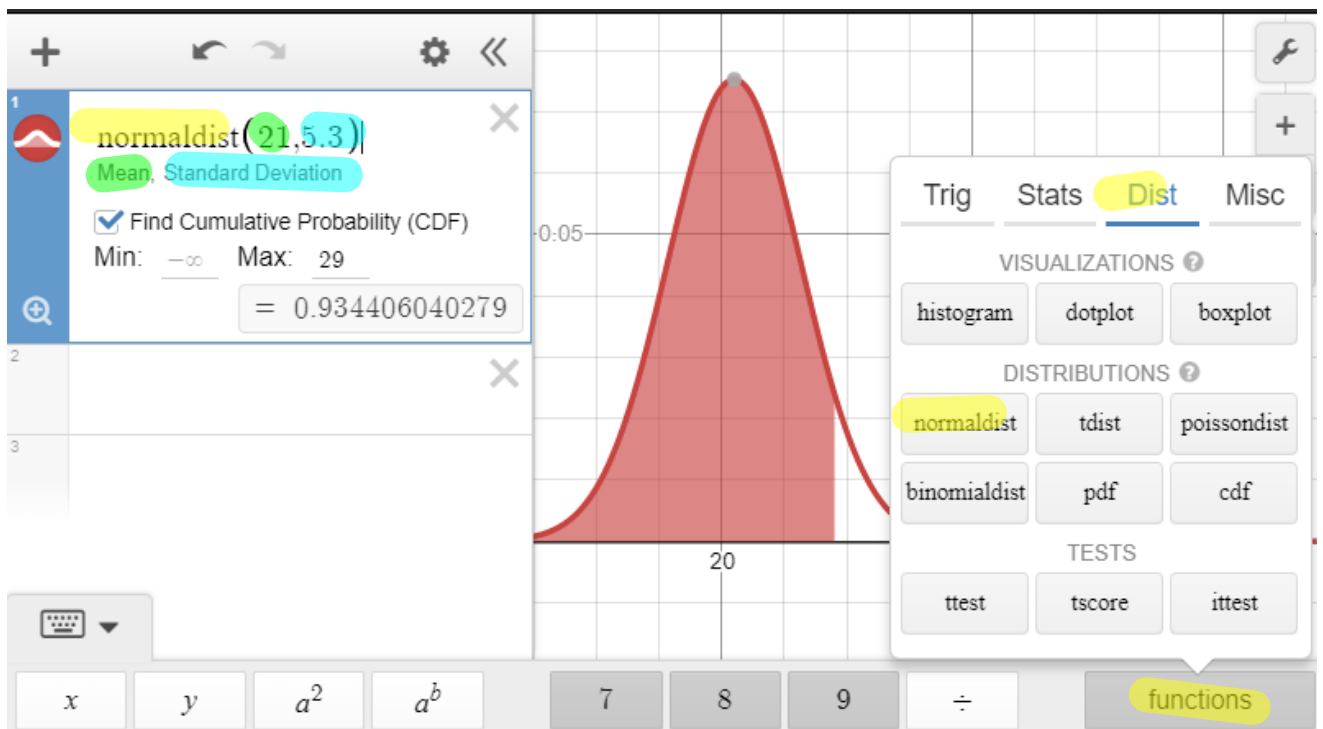 1
normaldist(21,5.3)
Mean, Standard Deviation
Find Cumulative Probability (CDF)
Min: −∞ Max: 29
= 0.934406040279
2
3
0.05
20
Trig Stats Dist Misc
VISUALIZATIONS ?
histogram dotplot boxplot
DISTRIBUTIONS ?
normaldist tdist poissondist
binomialdist pdf cdf
TESTS
ttest tscore ittest
x y a² aᵇ 7 8 9 ÷ functions